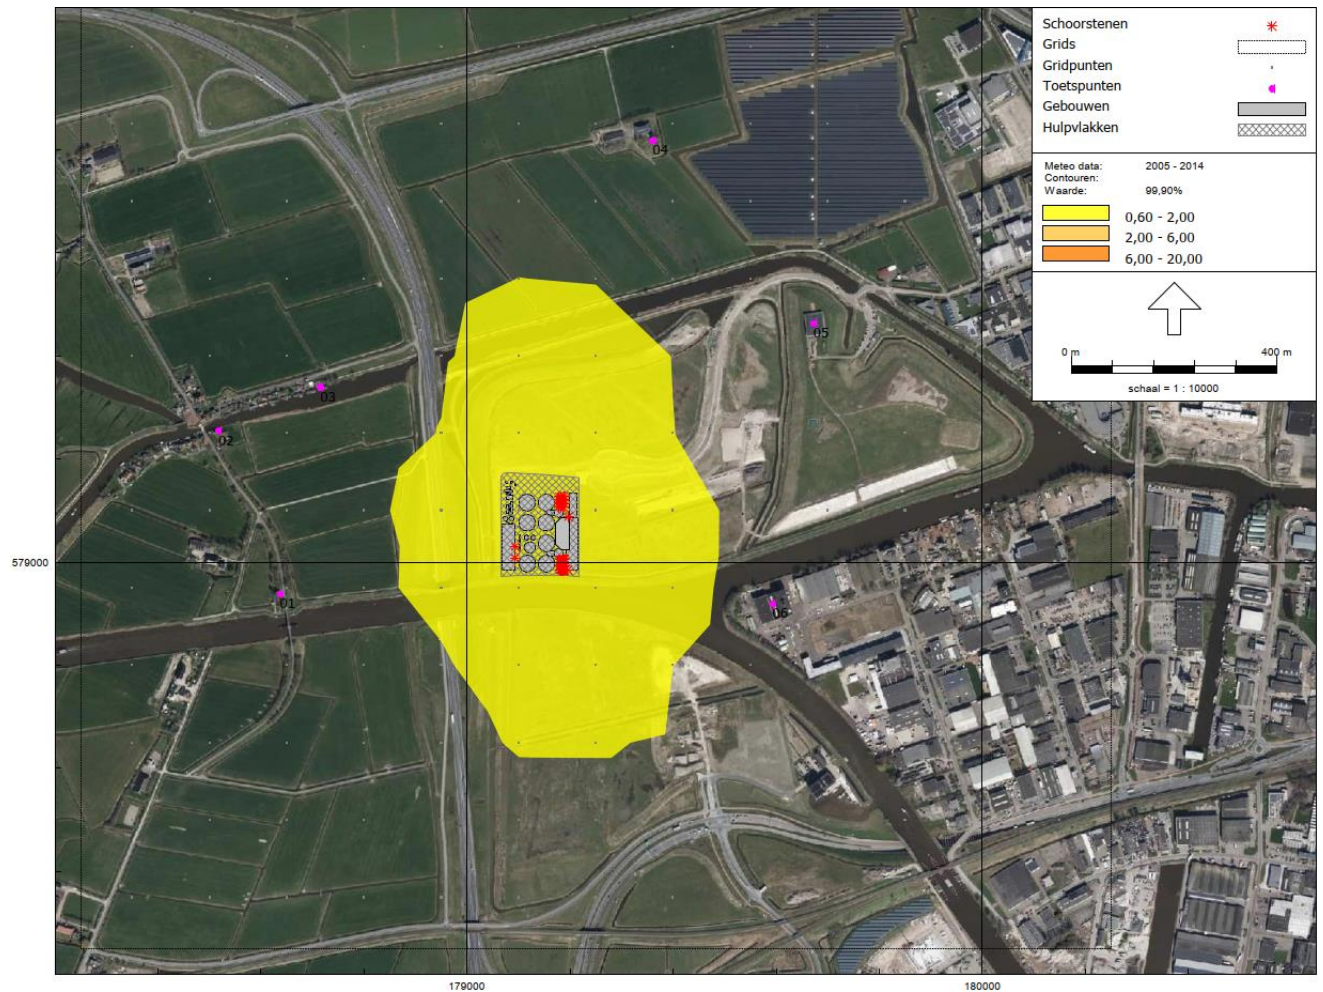 Schoorstenen
Grids
Gridpunten
Toetspunten
Gebouwen
Hulpvlakken
Meteo data: 2005 - 2014
Contouren:
Waarde: 99,90%
0,60 - 2,00
2,00 - 6,00
6,00 - 20,00
0 m 400 m
schaal = 1 : 10000
04
05
03
02
579000
01
06
179000 180000